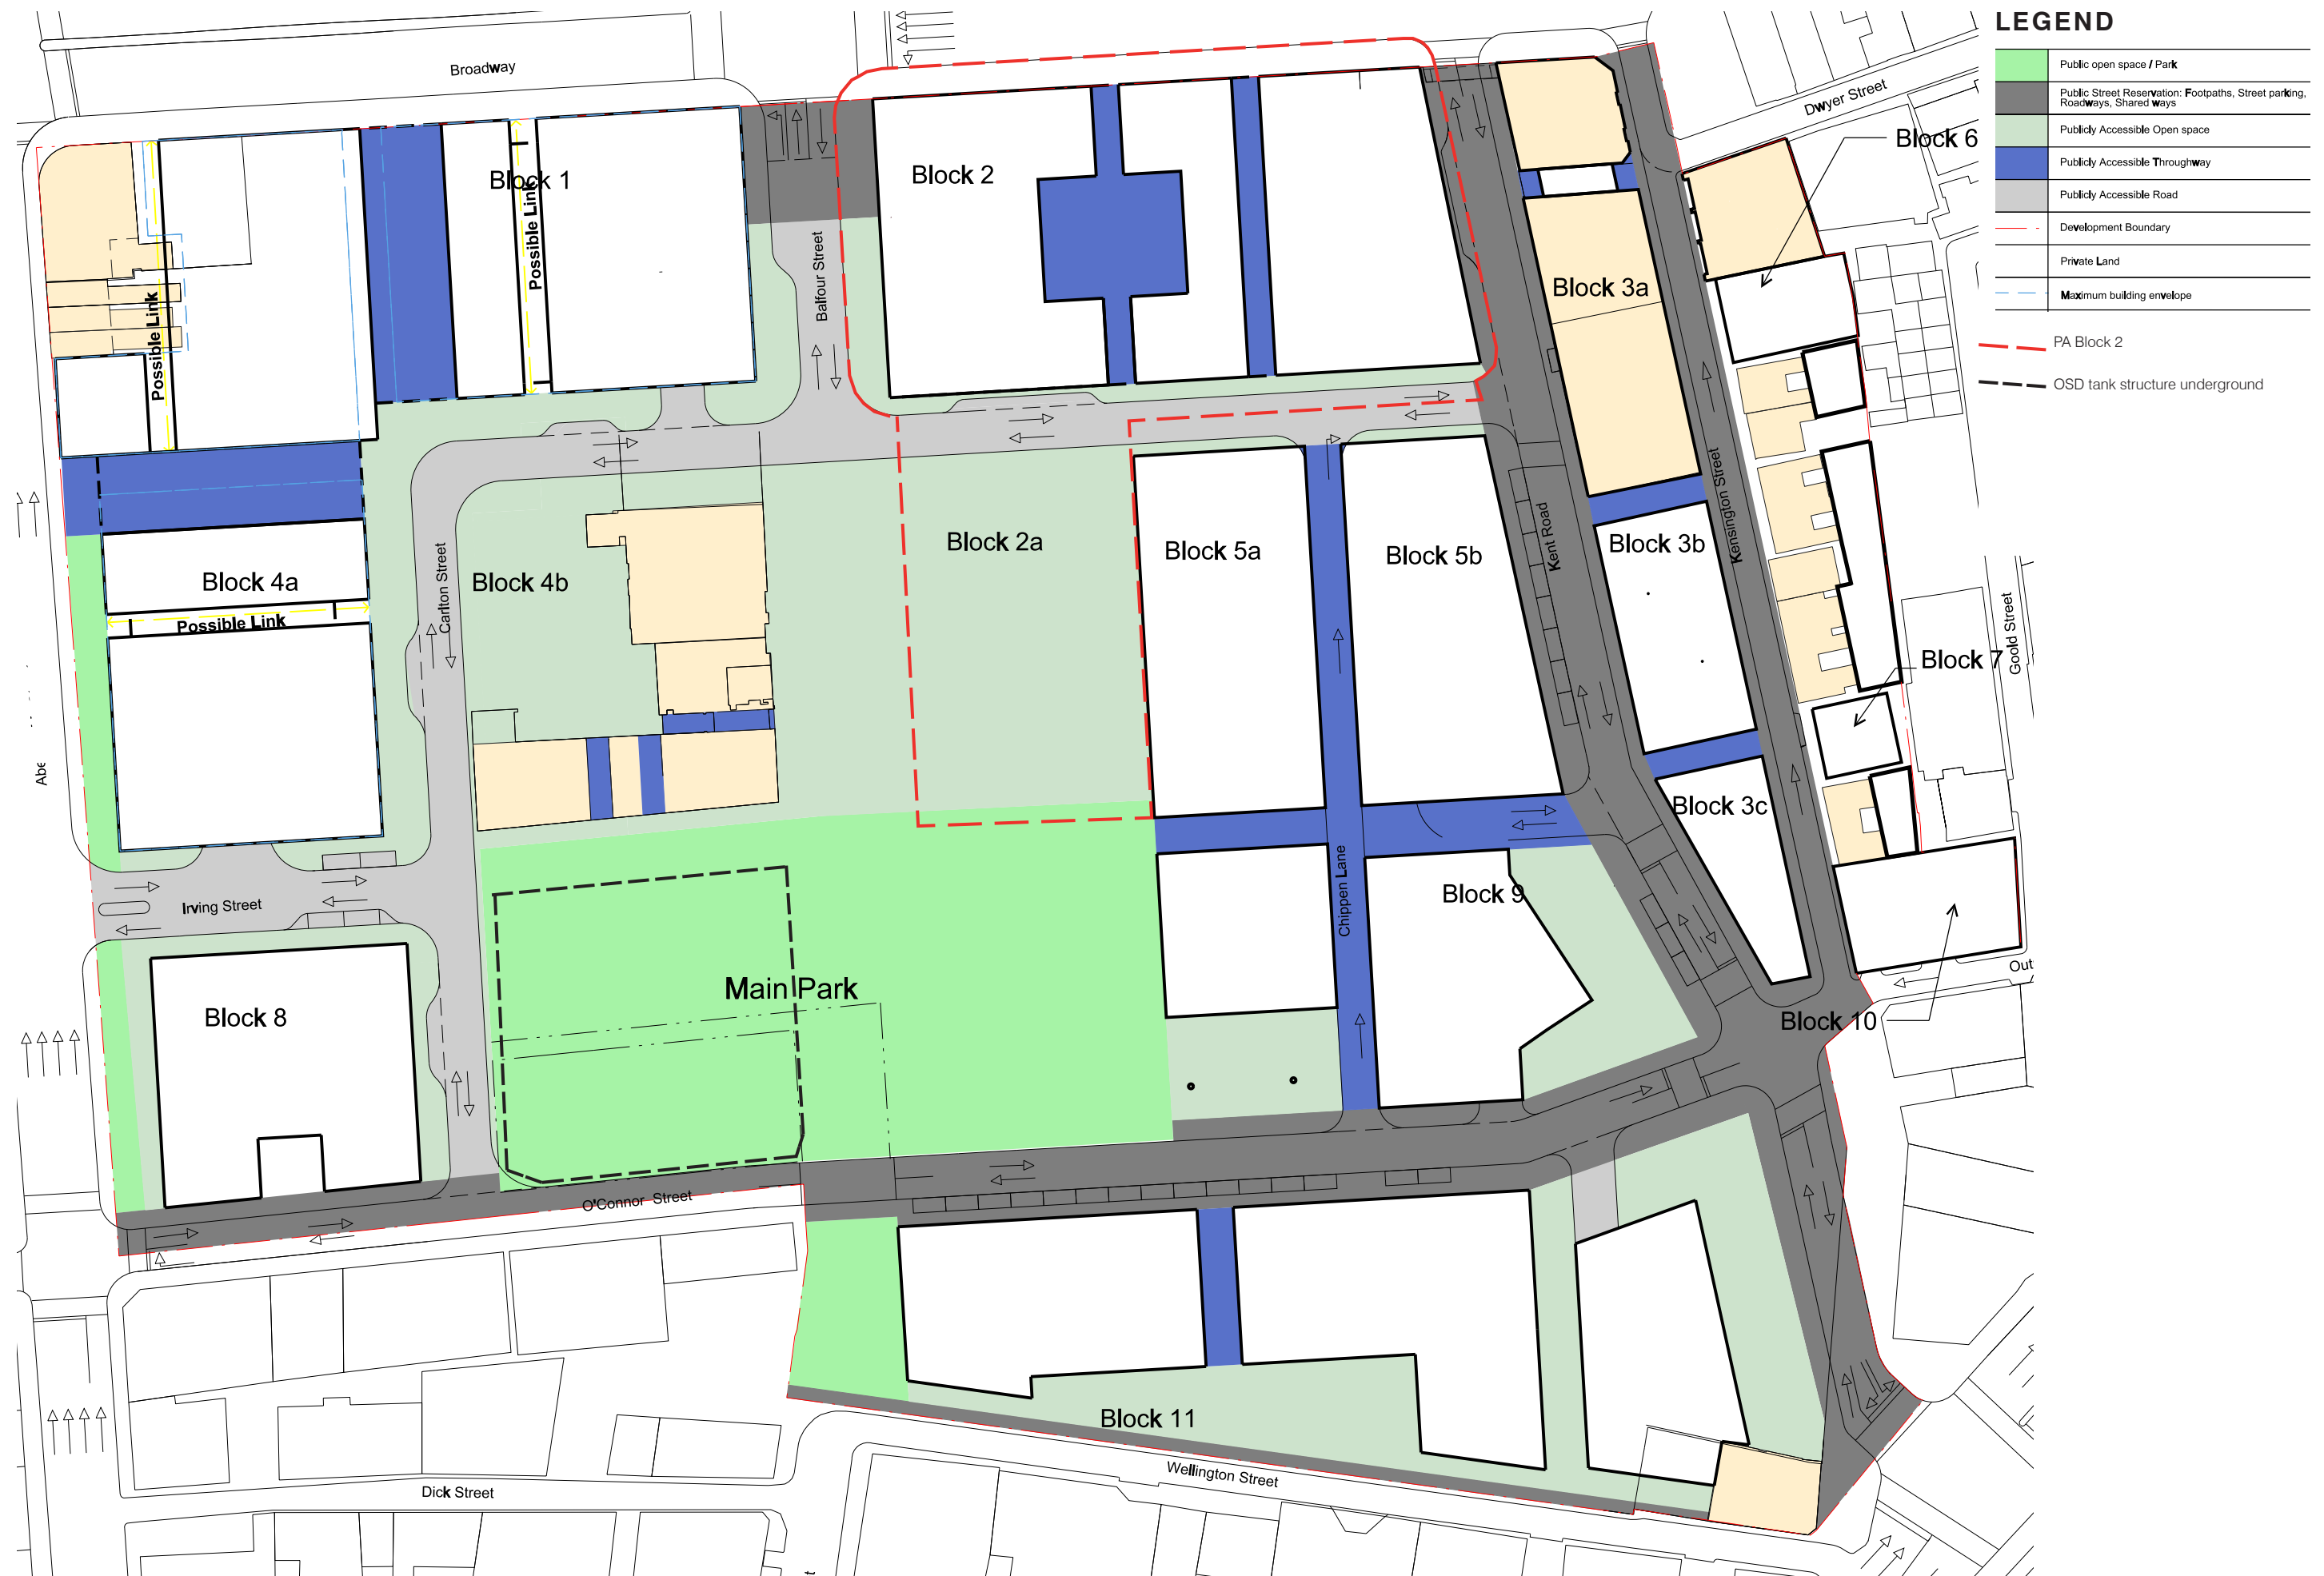 LEGEND
Public open space / Park
Public Street Reservation: Footpaths, Street parking,
Roadways, Shared ways
Publicly Accessible Open space
Publicly Accessible Throughway
Publicly Accessible Road
Development Boundary
Private Land
Maximum building envelope
PA Block 2
OSD tank structure underground
Broadway
Dwyer Street
Block 6
Block 1
Block 2
Possible Link
Balfour Street
Block 3a
Possible Link
Kensington Street
Block 2a
Block 5a
Block 5b
Kent Road
Block 3b
Block 4a
Block 4b
Carlton Street
Possible Link
Goold Street
Block 7
Abe
Block 3c
Irving Street
Block 9
Chippen Lane
Main Park
Out
Block 8
Block 10
O'Connor Street
Block 11
Wellington Street
Dick Street